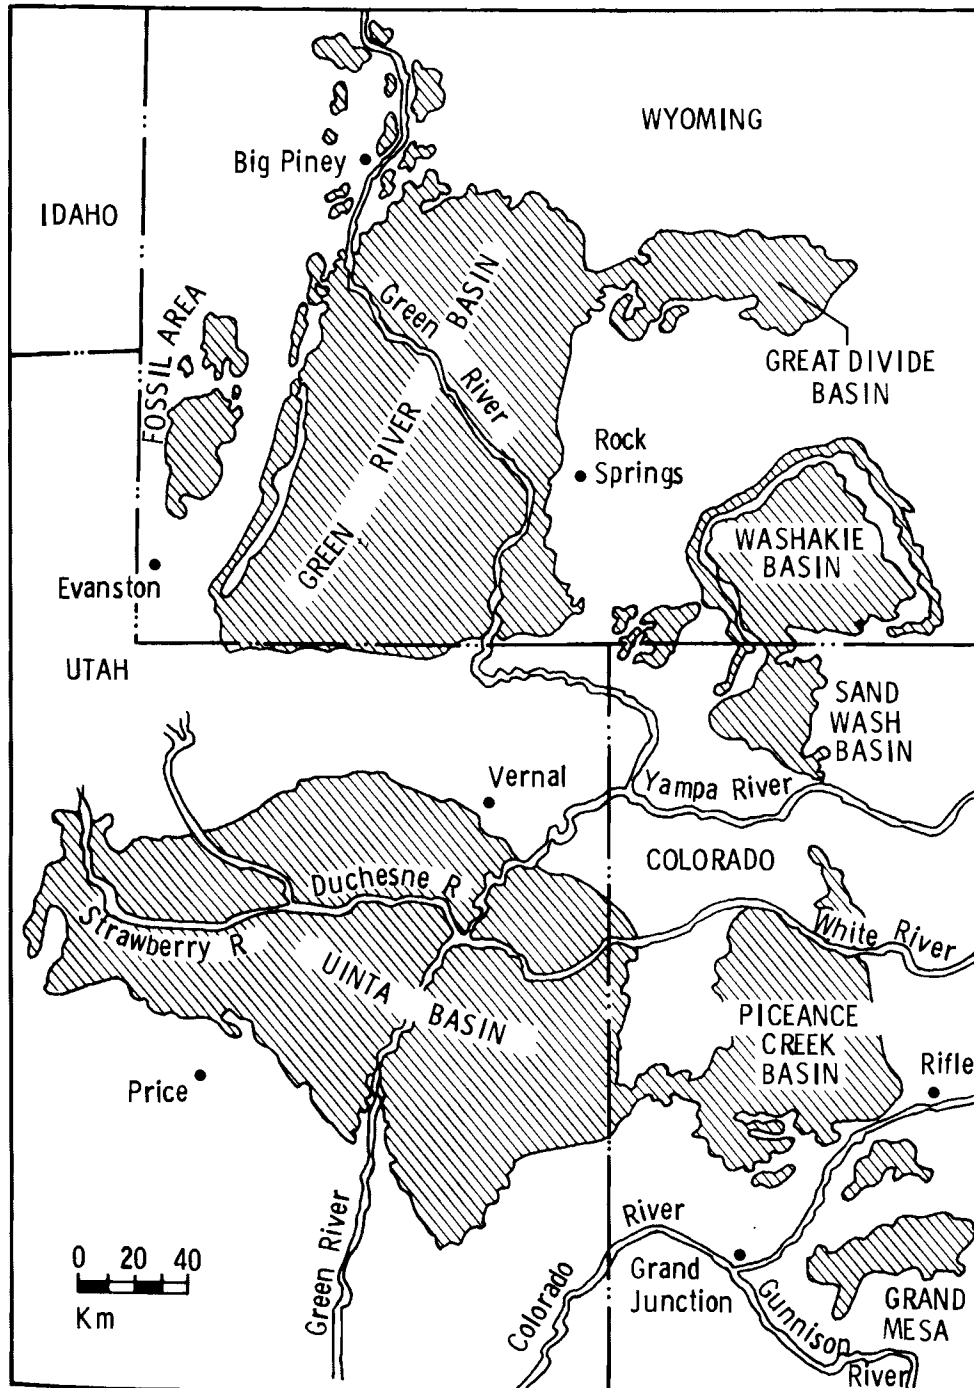 WYOMING
Big Piney
IDAHO
FOSSIL AREA
GREEN RIVER BASIN
Green River
GREAT DIVIDE
BASIN
Rock
Springs
WASHAKIE
BASIN
Evanston
UTAH
SAND
WASH
BASIN
Vernal
Yampa River
COLORADO
Duchesne R
Strawberry R
White River
UINTA BASIN
PICEANCE
CREEK
BASIN
Rifle
Price
Green River
0 20 40
Km
Colorado River
Grand
Junction
Gunnison River
GRAND
MESA